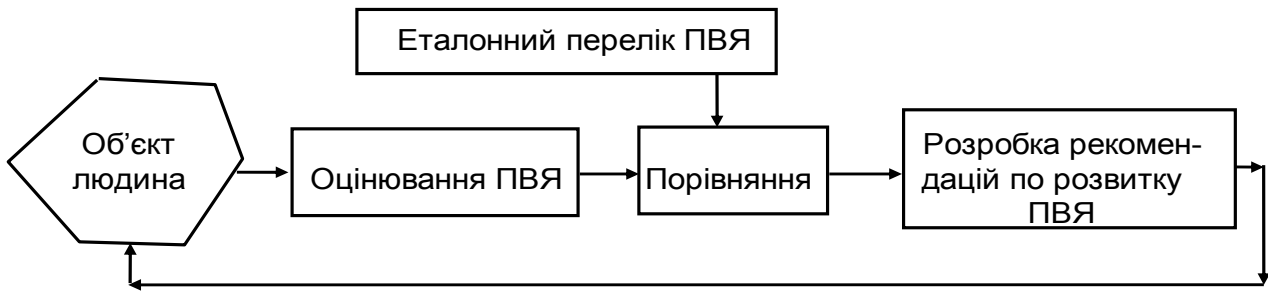 Еталонний перелік ПВЯ
Об’єкт
людина
Оцінювання ПВЯ
Порівняння
Розробка рекомен-
дацій по розвитку
ПВЯ